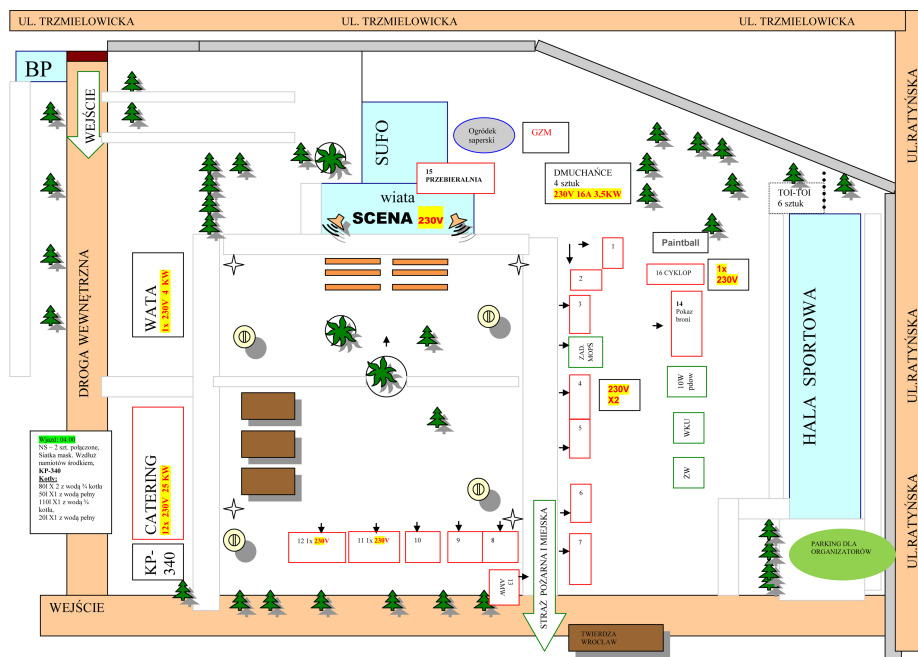 UL. TRZMIELOWICKA
UL. TRZMIELOWICKA
UL. TRZMIELOWICKA
BP
WEJŚCIE
SUFO
Ogródek
saperski
GZM
15
PRZEBIERALNIA
DMUCHAŃCE
4 sztuk
230V 16A 3,5KW
TOI-TOI
6 sztuk
UL.RATYŃSKA
wiata
SCENA 230V
Paintball
16 CYKLOP
1x
230V
1
2
3
14
Pokaz
broni
ZAD.
MOPS
4
230V
X2
10W
pdow
5
WKU
ŻW
6
7
HALA SPORTOWA
UL.RATYŃSKA
UL.RATYŃSKA
DROGA WEWNĘTRZNA
WATA
1x 230V 4 KW
CATERING
12x 230V 25 KW
KP-
340
Wjazd: 04.00
NS – 2 szt. połączone,
Siatka mask. Wzdłuż
namiotów środkiem,
KP-340
Kotły:
80l X 2 z wodą ¾ kotła
50l X1 z wodą pełny
110l X1 z wodą ¾
kotła,
20l X1 z wodą pełny
12 1x 230V
11 1x 230V
10
9
8
13
AMW
STRAŻ POŻARNA I MIEJSKA
PARKING DLA
ORGANIZATORÓW
WEJŚCIE
TWIERDZA
WROCŁAW